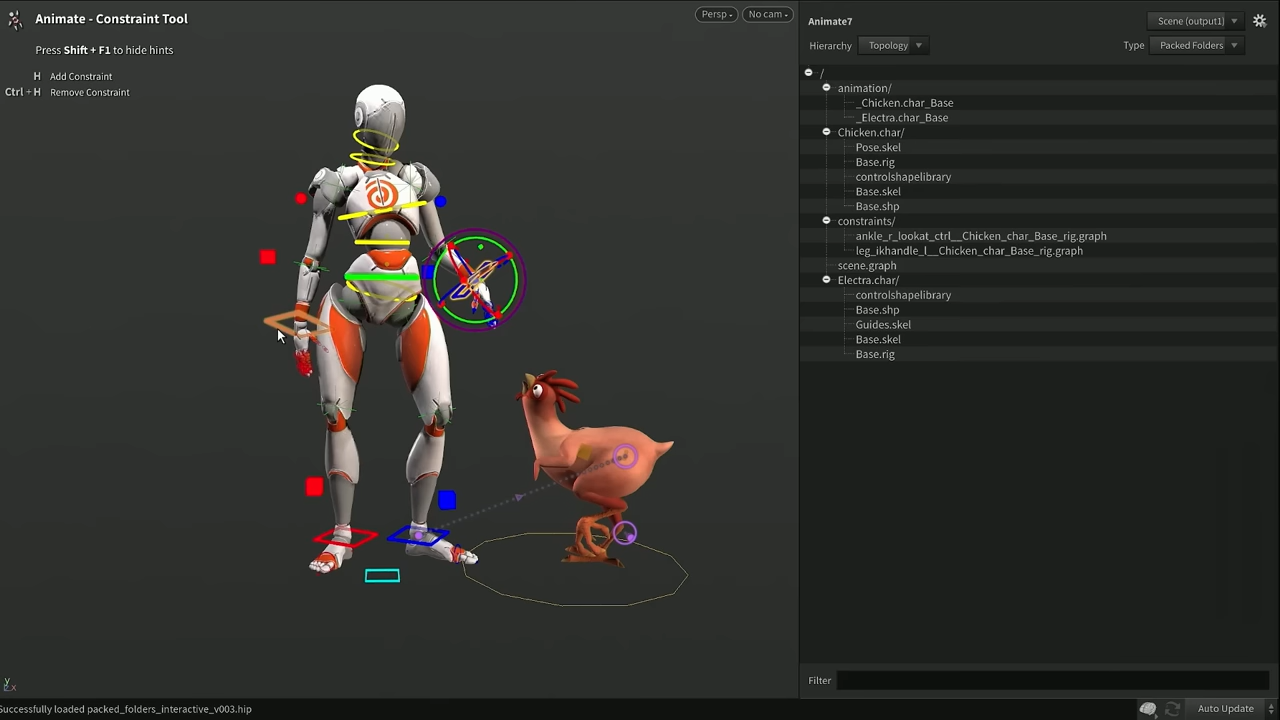 Animate - Constraint Tool
Press Shift + F1 to hide hints
H Add Constraint
Ctrl + H Remove Constraint
Persp
No cam
Animate7
Scene (output1)
Hierarchy Topology
Type Packed Folders
/
animation/
_Chicken.char_Base
_Electra.char_Base
Chicken.char/
Pose.skel
Base.rig
controlshapelibrary
Base.skel
Base.shp
constraints/
ankle_r_lookat_ctrl__Chicken_char_Base_rig.graph
leg_ikhandle_l__Chicken_char_Base_rig.graph
scene.graph
Electra.char/
controlshapelibrary
Base.shp
Guides.skel
Base.skel
Base.rig
Filter
y
x
Successfully loaded packed_folders_interactive_v003.hip
Auto Update